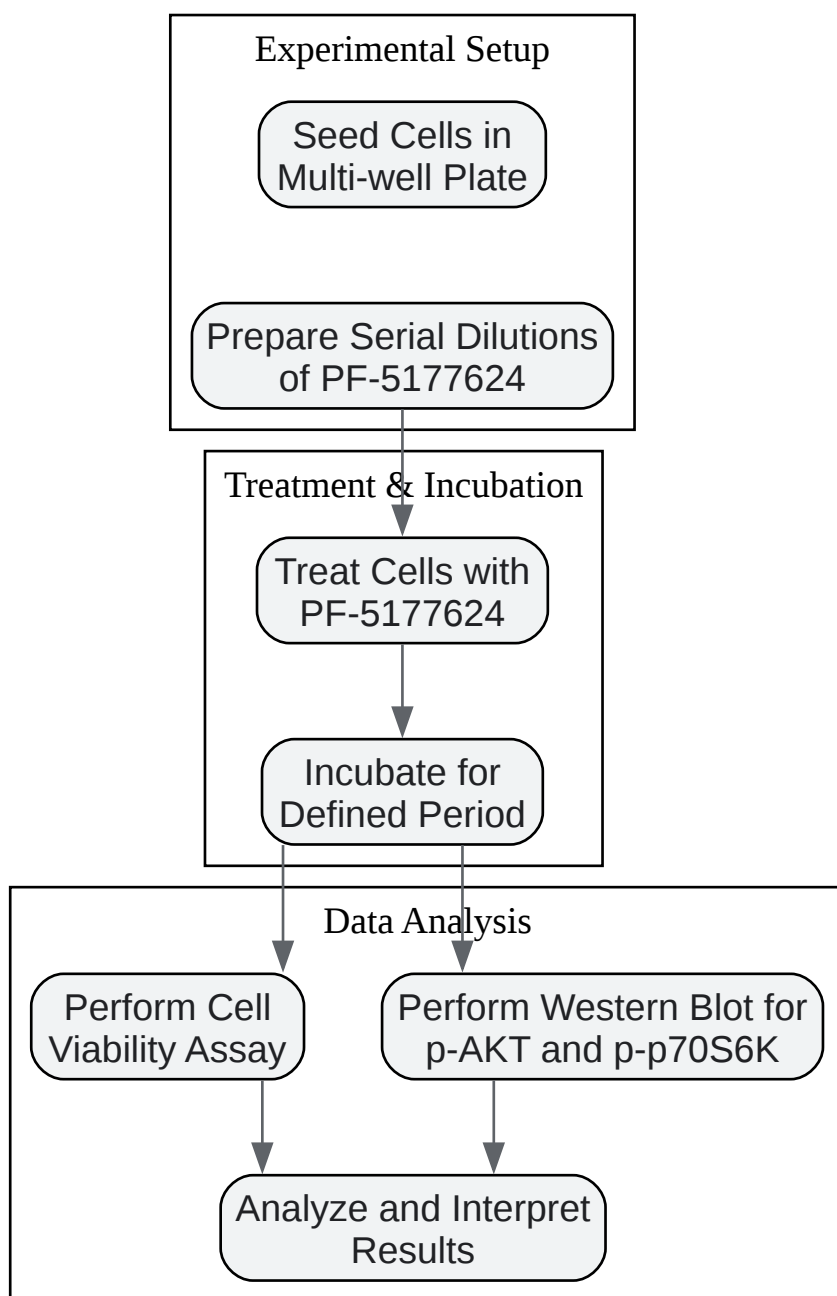 Experimental Setup
Seed Cells in
Multi-well Plate
Prepare Serial Dilutions
of PF-5177624
Treatment & Incubation
Treat Cells with
PF-5177624
Incubate for
Defined Period
Data Analysis
Perform Cell
Viability Assay
Perform Western Blot for
p-AKT and p-p70S6K
Analyze and Interpret
Results